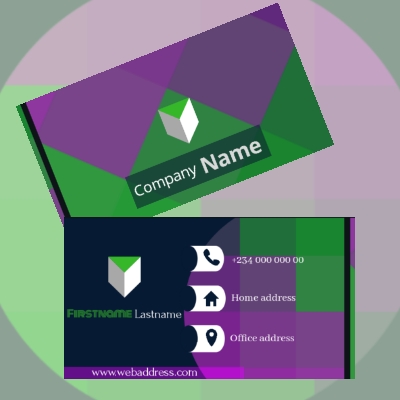 Company Name
+234 000 000 00
Home address
Firstname Lastname
Office address
www.webaddress.com